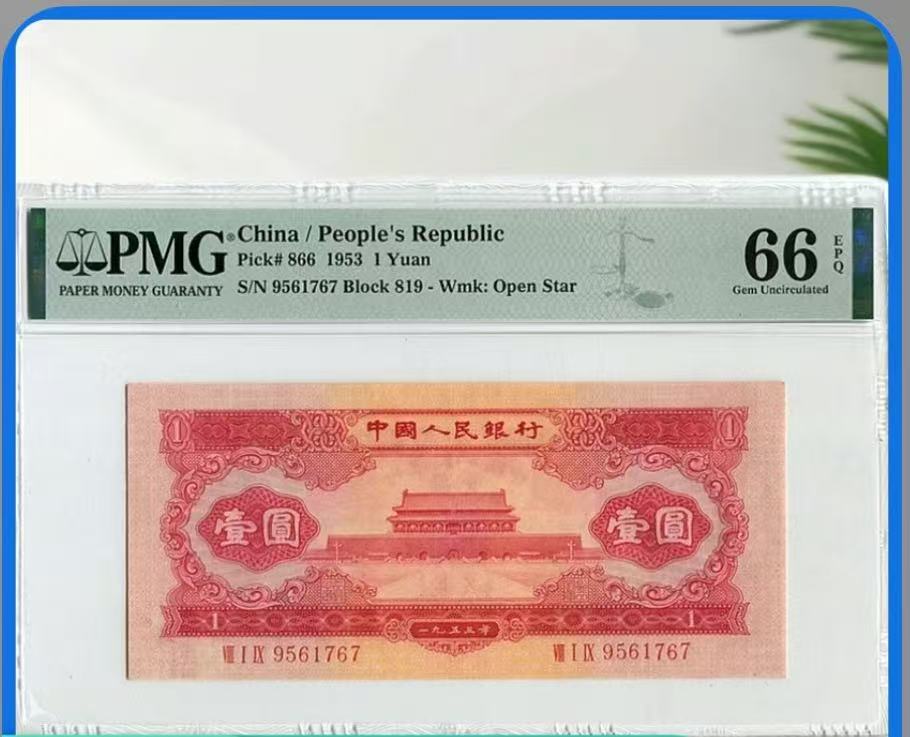 PMG®
PAPER MONEY GUARANTY
China / People's Republic
Pick# 866 1953 1 Yuan
S/N 9561767 Block 819 - Wmk: Open Star
66 EPQ
Gem Uncirculated
1 中國人民銀行 1
壹圓 壹圓
1 一九五三年 1
Ⅷ Ⅰ Ⅸ 9561767 Ⅷ Ⅰ Ⅸ 9561767